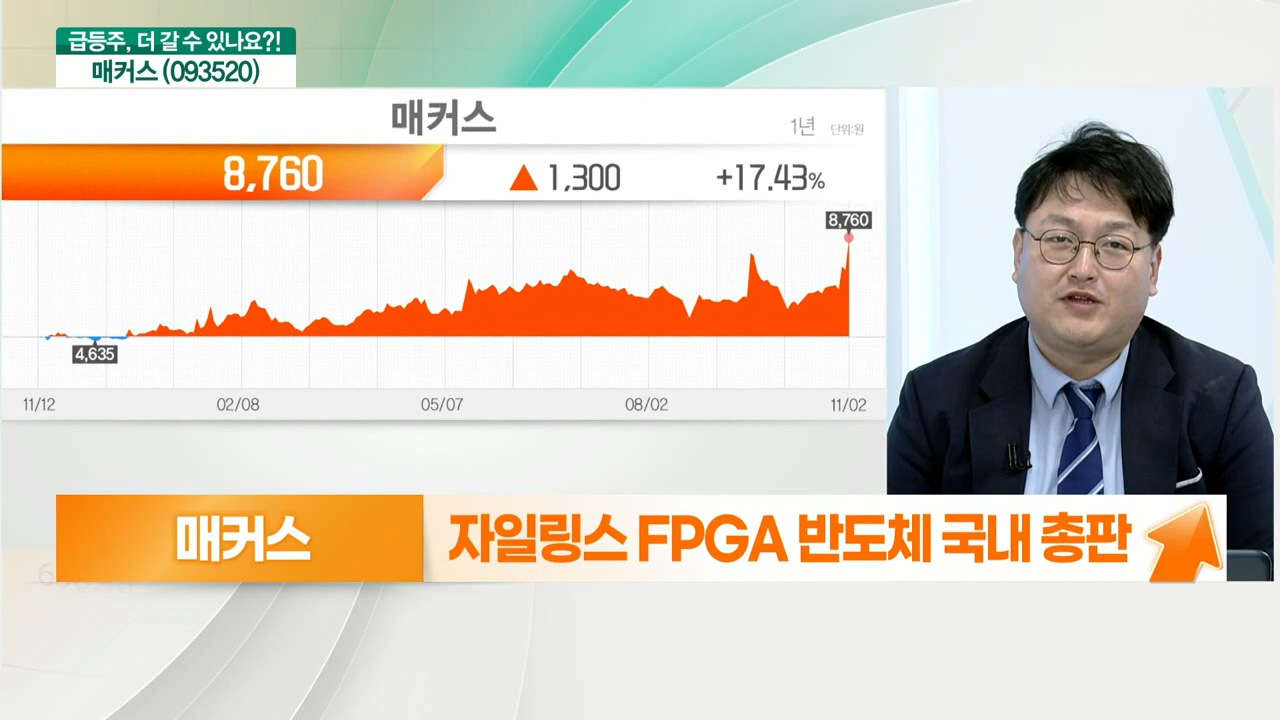 급등주, 더 갈 수 있나요?!
매커스 (093520)
매커스
1년 단위:원
8,760 ▲ 1,300 +17.43%
8,760
4,635
11/12 02/08 05/07 08/02 11/02
매커스 자일링스 FPGA 반도체 국내 총판